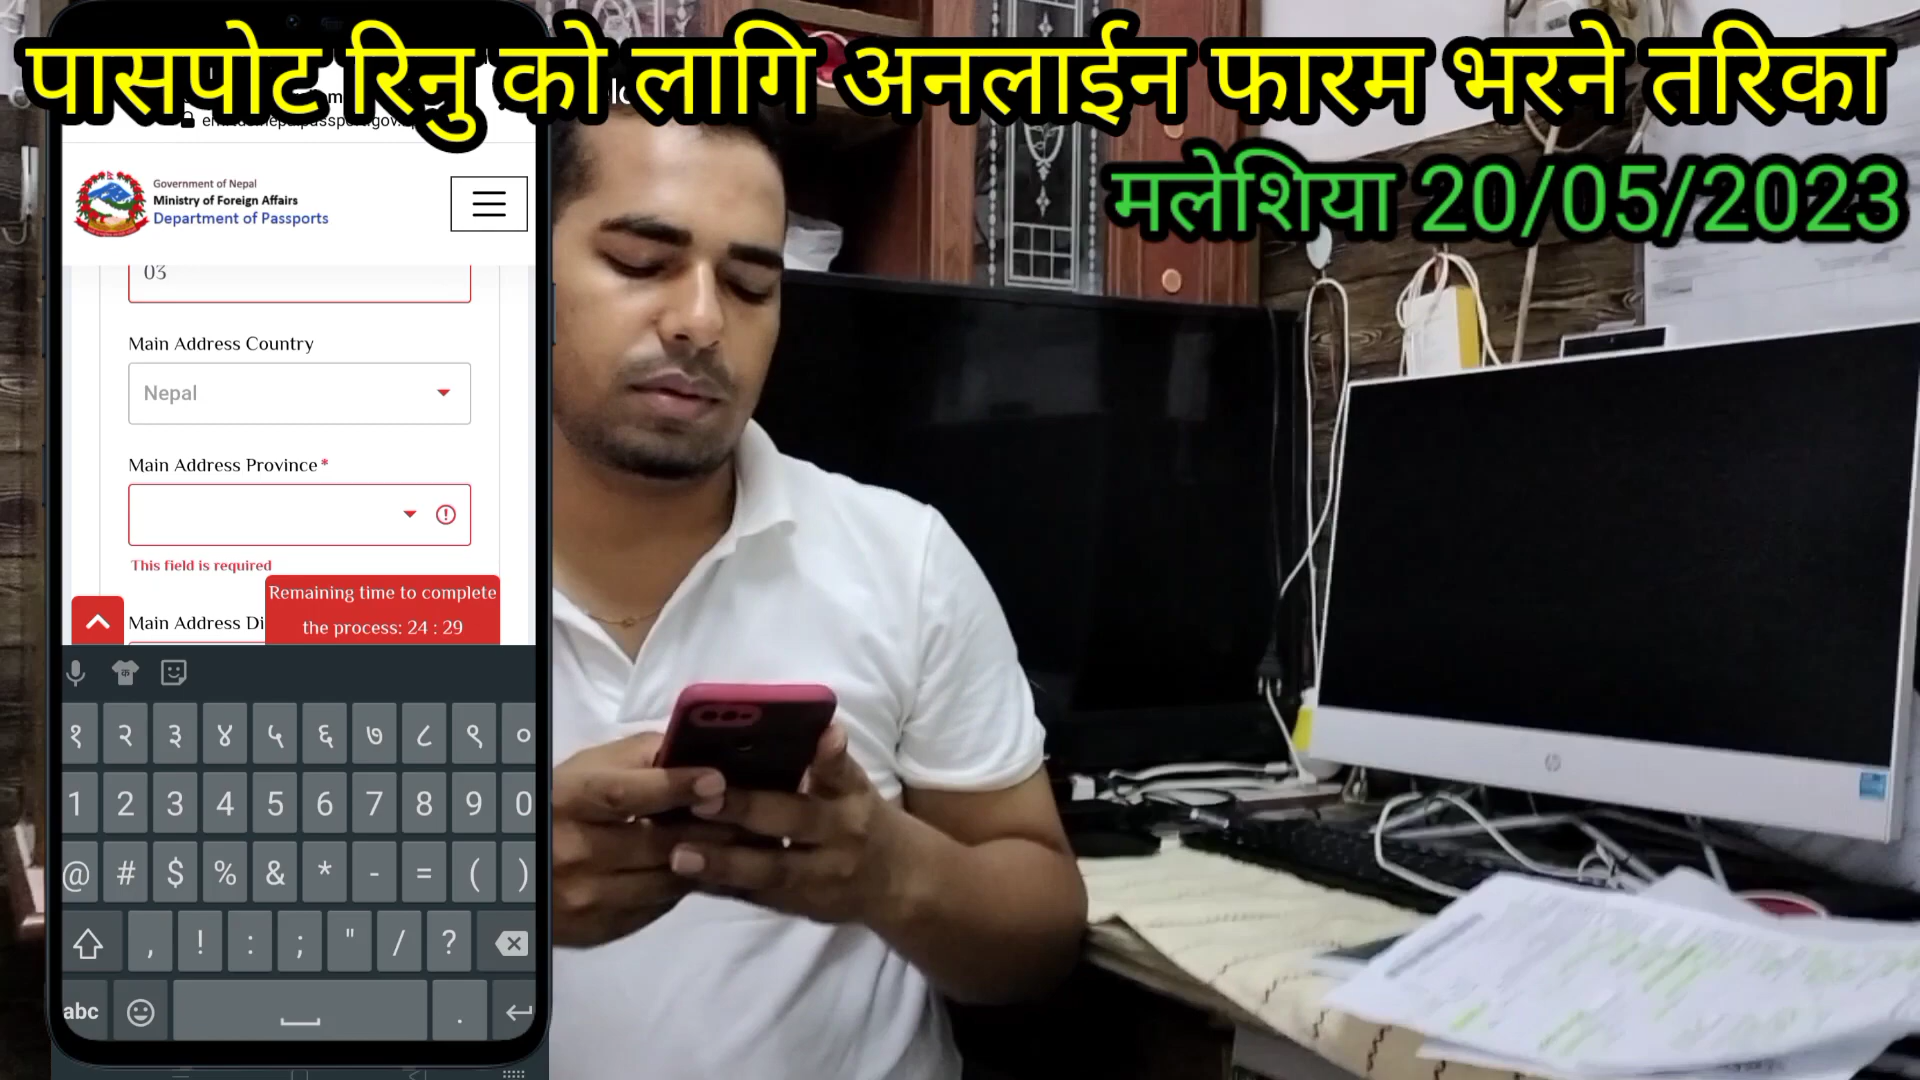 पासपोट रिनु को लागि अनलाईन फारम भरने तरिका
मलेशिया 20/05/2023
Government of Nepal
Ministry of Foreign Affairs
Department of Passports
03
Main Address Country
Nepal
Main Address Province*
This field is required
Remaining time to complete
the process: 24 : 29
Main Address Di
१ २ ३ ४ ५ ६ ७ ८ ९ ०
1 2 3 4 5 6 7 8 9 0
@ # $ % & * - = ( )
, ! : ; " / ?
abc .
hp